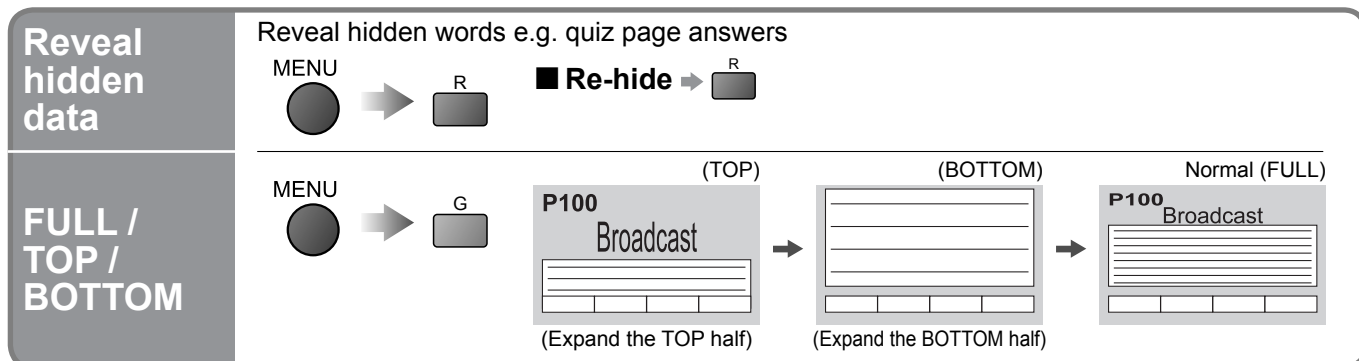 Reveal
hidden
data
Reveal hidden words e.g. quiz page answers
MENU
R
■ Re-hide
R
FULL /
TOP /
BOTTOM
MENU
G
(TOP)
P100
Broadcast
(Expand the TOP half)
(BOTTOM)
(Expand the BOTTOM half)
Normal (FULL)
P100
Broadcast